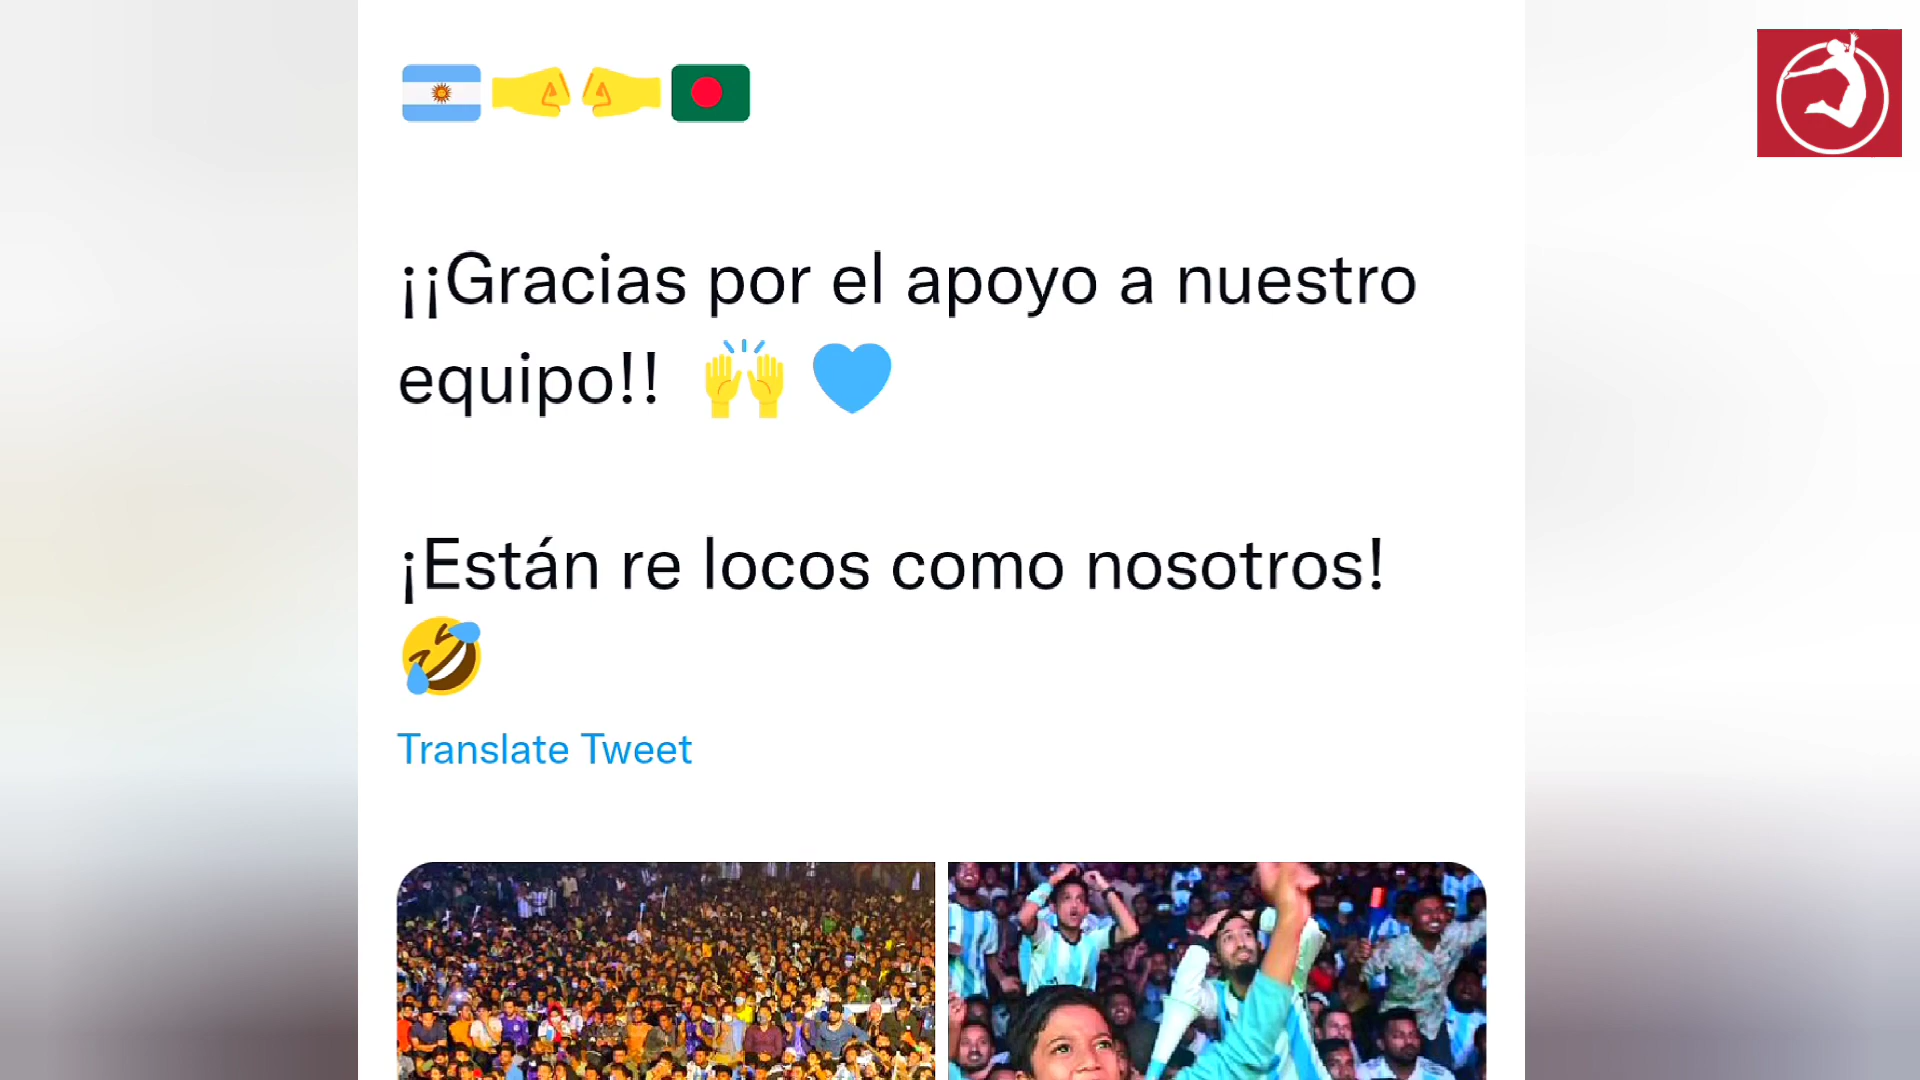 ¡¡Gracias por el apoyo a nuestro
equipo!!
¡Están re locos como nosotros!
Translate Tweet